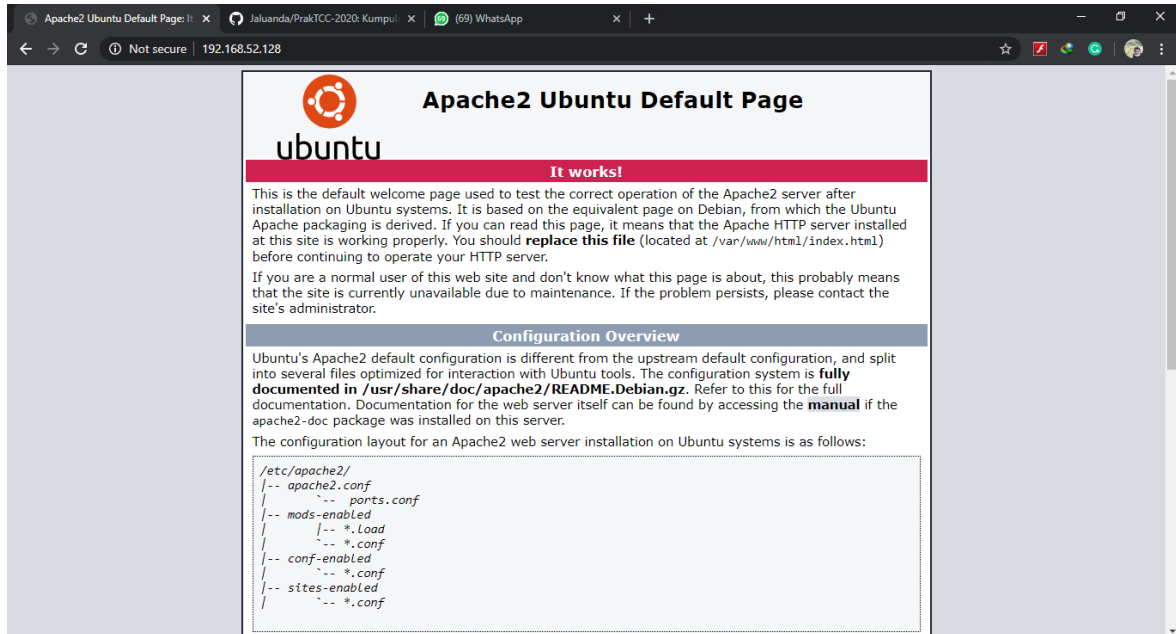 Apache2 Ubuntu Default Page: It
Jaluanda/PrakTCC-2020: Kumpul
(69) WhatsApp
Not secure | 192.168.52.128
ubuntu
Apache2 Ubuntu Default Page
It works!
This is the default welcome page used to test the correct operation of the Apache2 server after
installation on Ubuntu systems. It is based on the equivalent page on Debian, from which the Ubuntu
Apache packaging is derived. If you can read this page, it means that the Apache HTTP server installed
at this site is working properly. You should replace this file (located at /var/www/html/index.html)
before continuing to operate your HTTP server.
If you are a normal user of this web site and don't know what this page is about, this probably means
that the site is currently unavailable due to maintenance. If the problem persists, please contact the
site's administrator.
Configuration Overview
Ubuntu's Apache2 default configuration is different from the upstream default configuration, and split
into several files optimized for interaction with Ubuntu tools. The configuration system is fully
documented in /usr/share/doc/apache2/README.Debian.gz. Refer to this for the full
documentation. Documentation for the web server itself can be found by accessing the manual if the
apache2-doc package was installed on this server.
The configuration layout for an Apache2 web server installation on Ubuntu systems is as follows:
/etc/apache2/
|-- apache2.conf
|       `--  ports.conf
|-- mods-enabled
|       |-- *.load
|       `-- *.conf
|-- conf-enabled
|       `-- *.conf
|-- sites-enabled
|       `-- *.conf